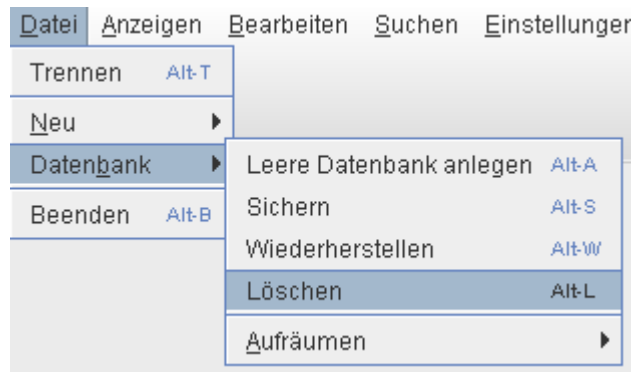 Datei Anzeigen Bearbeiten Suchen Einstellunger
Trennen Alt-T
Neu
Datenbank
Beenden Alt-B
Leere Datenbank anlegen Alt-A
Sichern Alt-S
Wiederherstellen Alt-W
Löschen Alt-L
Aufräumen